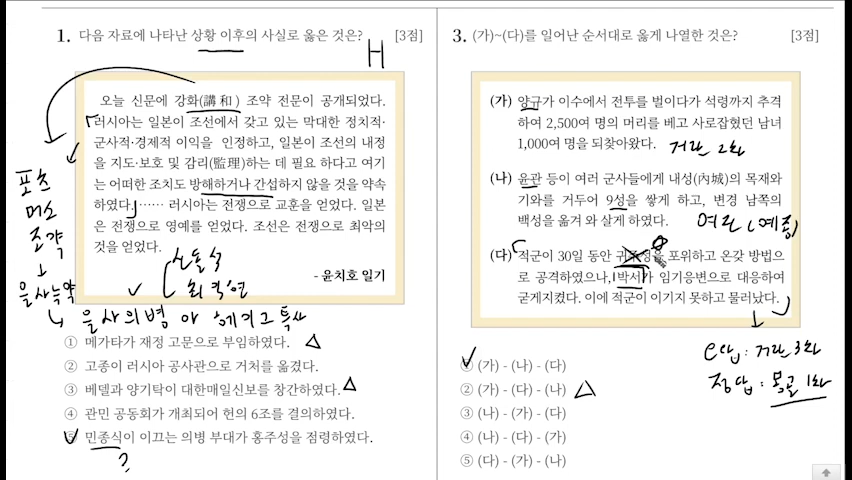 1. 다음 자료에 나타난 상황 이후의 사실로 옳은 것은? [3점]
H
오늘 신문에 강화(講和) 조약 전문이 공개되었다.
러시아는 일본이 조선에서 갖고 있는 막대한 정치적·
군사적·경제적 이익을 인정하고, 일본이 조선의 내정
을 지도·보호 및 감리(監理)하는 데 필요 하다고 여기
는 어떠한 조치도 방해하거나 간섭하지 않을 것을 약속
하였다. …… 러시아는 전쟁으로 교훈을 얻었다. 일본
은 전쟁으로 영예를 얻었다. 조선은 전쟁으로 최악의
것을 얻었다.
- 윤치호 일기
포츠
머스
조약
↓
을사늑약
신돌석
최익현
을사의병
헤이그 특사
① 메가타가 재정 고문으로 부임하였다. △
② 고종이 러시아 공사관으로 거처를 옮겼다.
③ 베델과 양기탁이 대한매일신보를 창간하였다. △
④ 관민 공동회가 개최되어 헌의 6조를 결의하였다.
⑤ 민종식이 이끄는 의병 부대가 홍주성을 점령하였다.
?
3. (가)~(다)를 일어난 순서대로 옳게 나열한 것은? [3점]
(가) 양규가 이수에서 전투를 벌이다가 석령까지 추격
하여 2,500여 명의 머리를 베고 사로잡혔던 남녀
1,000여 명을 되찾아왔다. 거란 2차
(나) 윤관 등이 여러 군사들에게 내성(內城)의 목재와
기와를 거두어 9성을 쌓게 하고, 변경 남쪽의
백성을 옮겨 와 살게 하였다.
여진 (예종)
(다) 적군이 30일 동안 귀주성을 포위하고 온갖 방법으
로 공격하였으나, 박서가 임기응변으로 대응하여
굳게지켰다. 이에 적군이 이기지 못하고 물러났다.
↓
오답 : 거란 3차
정답 : 몽골 1차
① (가) - (나) - (다)
② (가) - (다) - (나) △
③ (나) - (가) - (다)
④ (나) - (다) - (가)
⑤ (다) - (가) - (나)